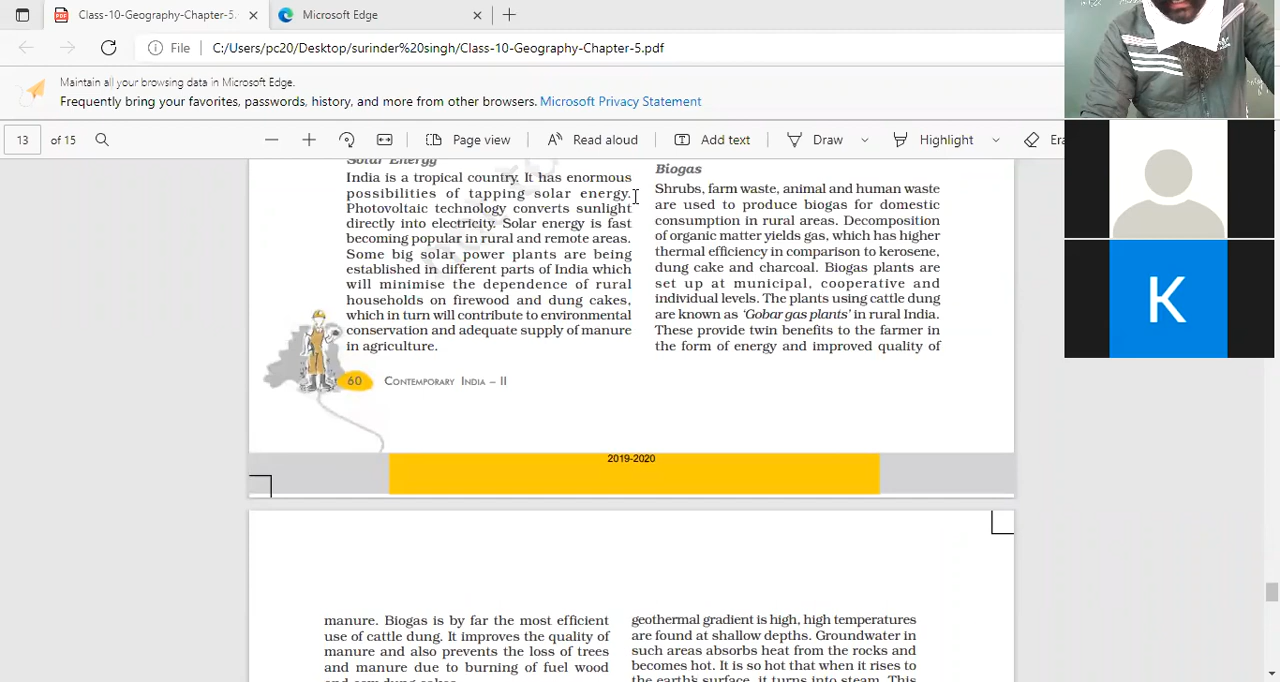 Class-10-Geography-Chapter-5.
Microsoft Edge
File
C:/Users/pc20/Desktop/surinder%20singh/Class-10-Geography-Chapter-5.pdf
Maintain all your browsing data in Microsoft Edge.
Frequently bring your favorites, passwords, history, and more from other browsers. Microsoft Privacy Statement
13 of 15
Page view
Read aloud
Add text
Draw
Highlight
Era
Solar Energy
India is a tropical country. It has enormous
possibilities of tapping solar energy.
Photovoltaic technology converts sunlight
directly into electricity. Solar energy is fast
becoming popular in rural and remote areas.
Some big solar power plants are being
established in different parts of India which
will minimise the dependence of rural
households on firewood and dung cakes,
which in turn will contribute to environmental
conservation and adequate supply of manure
in agriculture.
Biogas
Shrubs, farm waste, animal and human waste
are used to produce biogas for domestic
consumption in rural areas. Decomposition
of organic matter yields gas, which has higher
thermal efficiency in comparison to kerosene,
dung cake and charcoal. Biogas plants are
set up at municipal, cooperative and
individual levels. The plants using cattle dung
are known as 'Gobar gas plants' in rural India.
These provide twin benefits to the farmer in
the form of energy and improved quality of
60 CONTEMPORARY INDIA – II
2019-2020
manure. Biogas is by far the most efficient
use of cattle dung. It improves the quality of
manure and also prevents the loss of trees
and manure due to burning of fuel wood
geothermal gradient is high, high temperatures
are found at shallow depths. Groundwater in
such areas absorbs heat from the rocks and
becomes hot. It is so hot that when it rises to
the earth's surface, it turns into steam. This
K